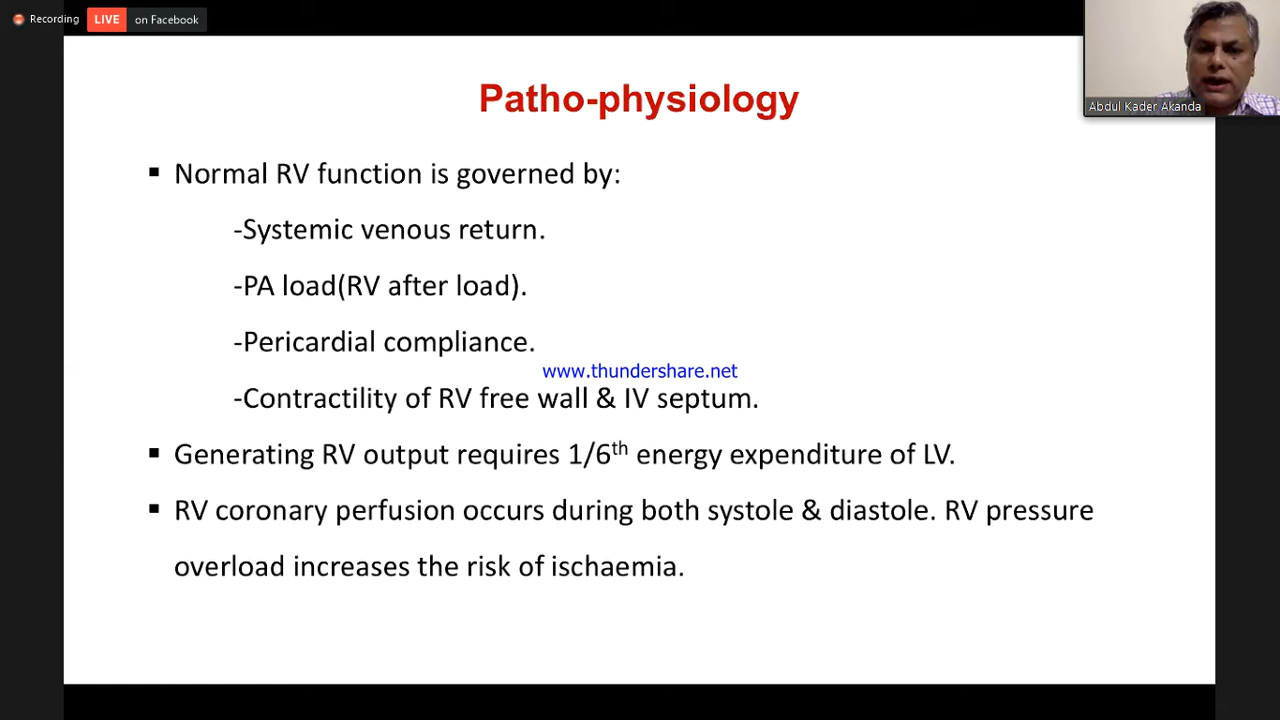 Recording
LIVE on Facebook
Abdul Kader Akanda
Patho-physiology
▪ Normal RV function is governed by:
-Systemic venous return.
-PA load(RV after load).
-Pericardial compliance.
www.thundershare.net
-Contractility of RV free wall & IV septum.
▪ Generating RV output requires 1/6th energy expenditure of LV.
▪ RV coronary perfusion occurs during both systole & diastole. RV pressure
overload increases the risk of ischaemia.